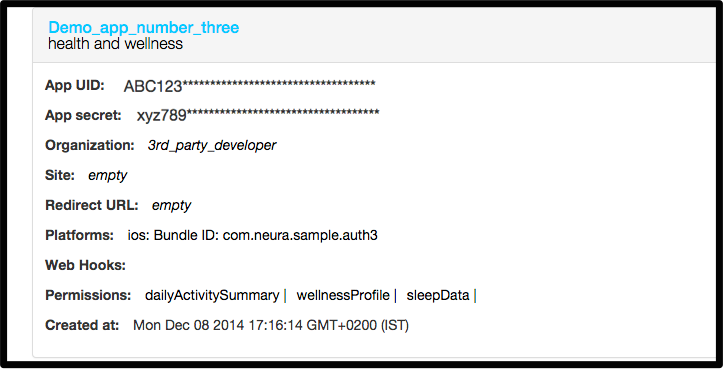 Demo_app_number_three
health and wellness
App UID: ABC123***********************************
App secret: xyz789***********************************
Organization: 3rd_party_developer
Site: empty
Redirect URL: empty
Platforms: ios: Bundle ID: com.neura.sample.auth3
Web Hooks:
Permissions: dailyActivitySummary | wellnessProfile | sleepData |
Created at: Mon Dec 08 2014 17:16:14 GMT+0200 (IST)